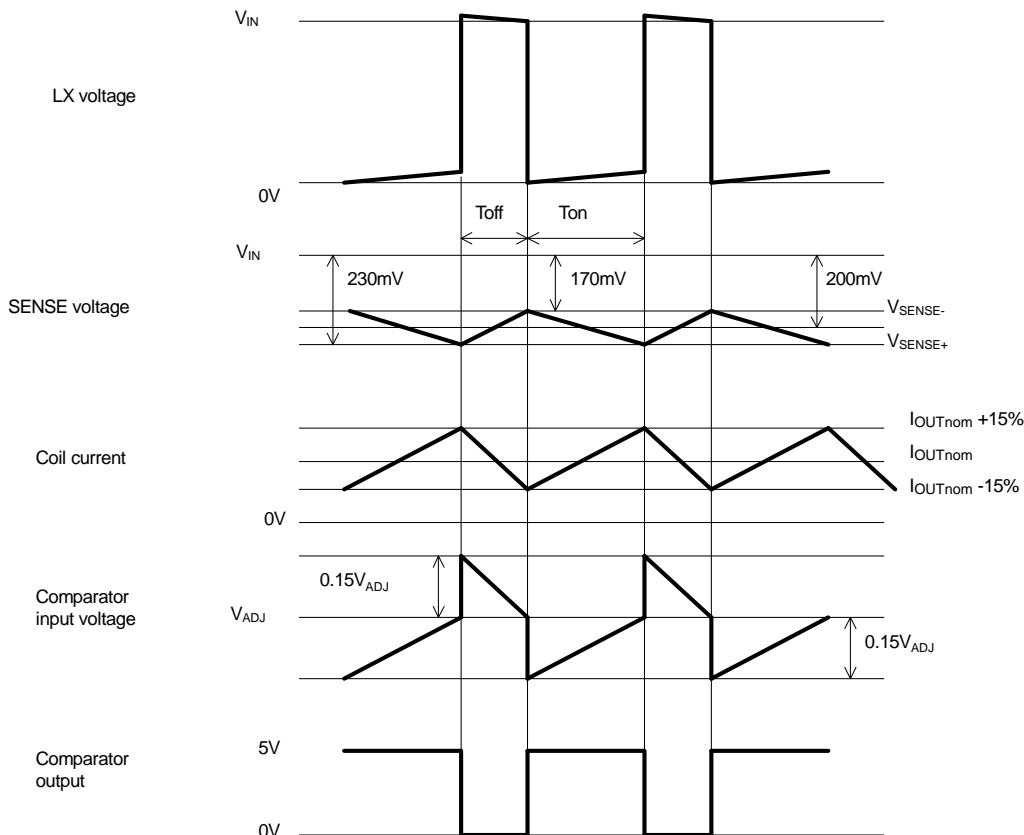 VIN
LX voltage
0V
Toff
Ton
VIN
230mV
170mV
200mV
SENSE voltage
VSENSE-
VSENSE+
IOUTnom +15%
Coil current
IOUTnom
IOUTnom -15%
0V
0.15VADJ
Comparator
input voltage
VADJ
0.15VADJ
5V
Comparator
output
0V